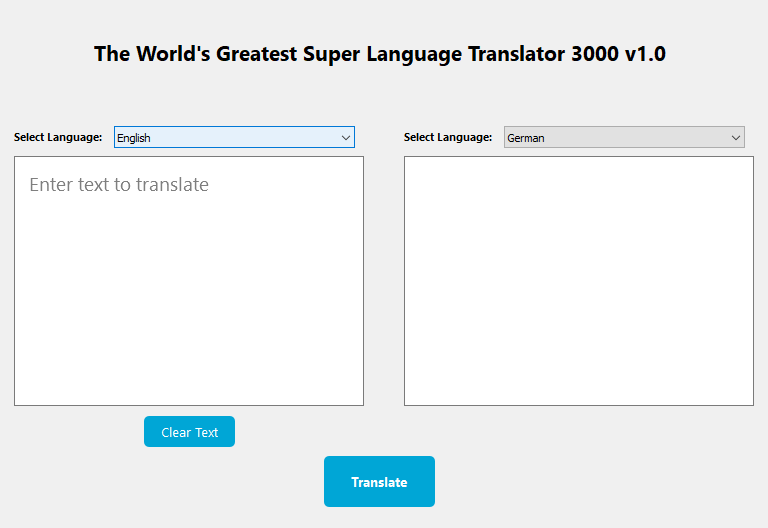 The World's Greatest Super Language Translator 3000 v1.0
Select Language: English
Select Language: German
Enter text to translate
Clear Text
Translate